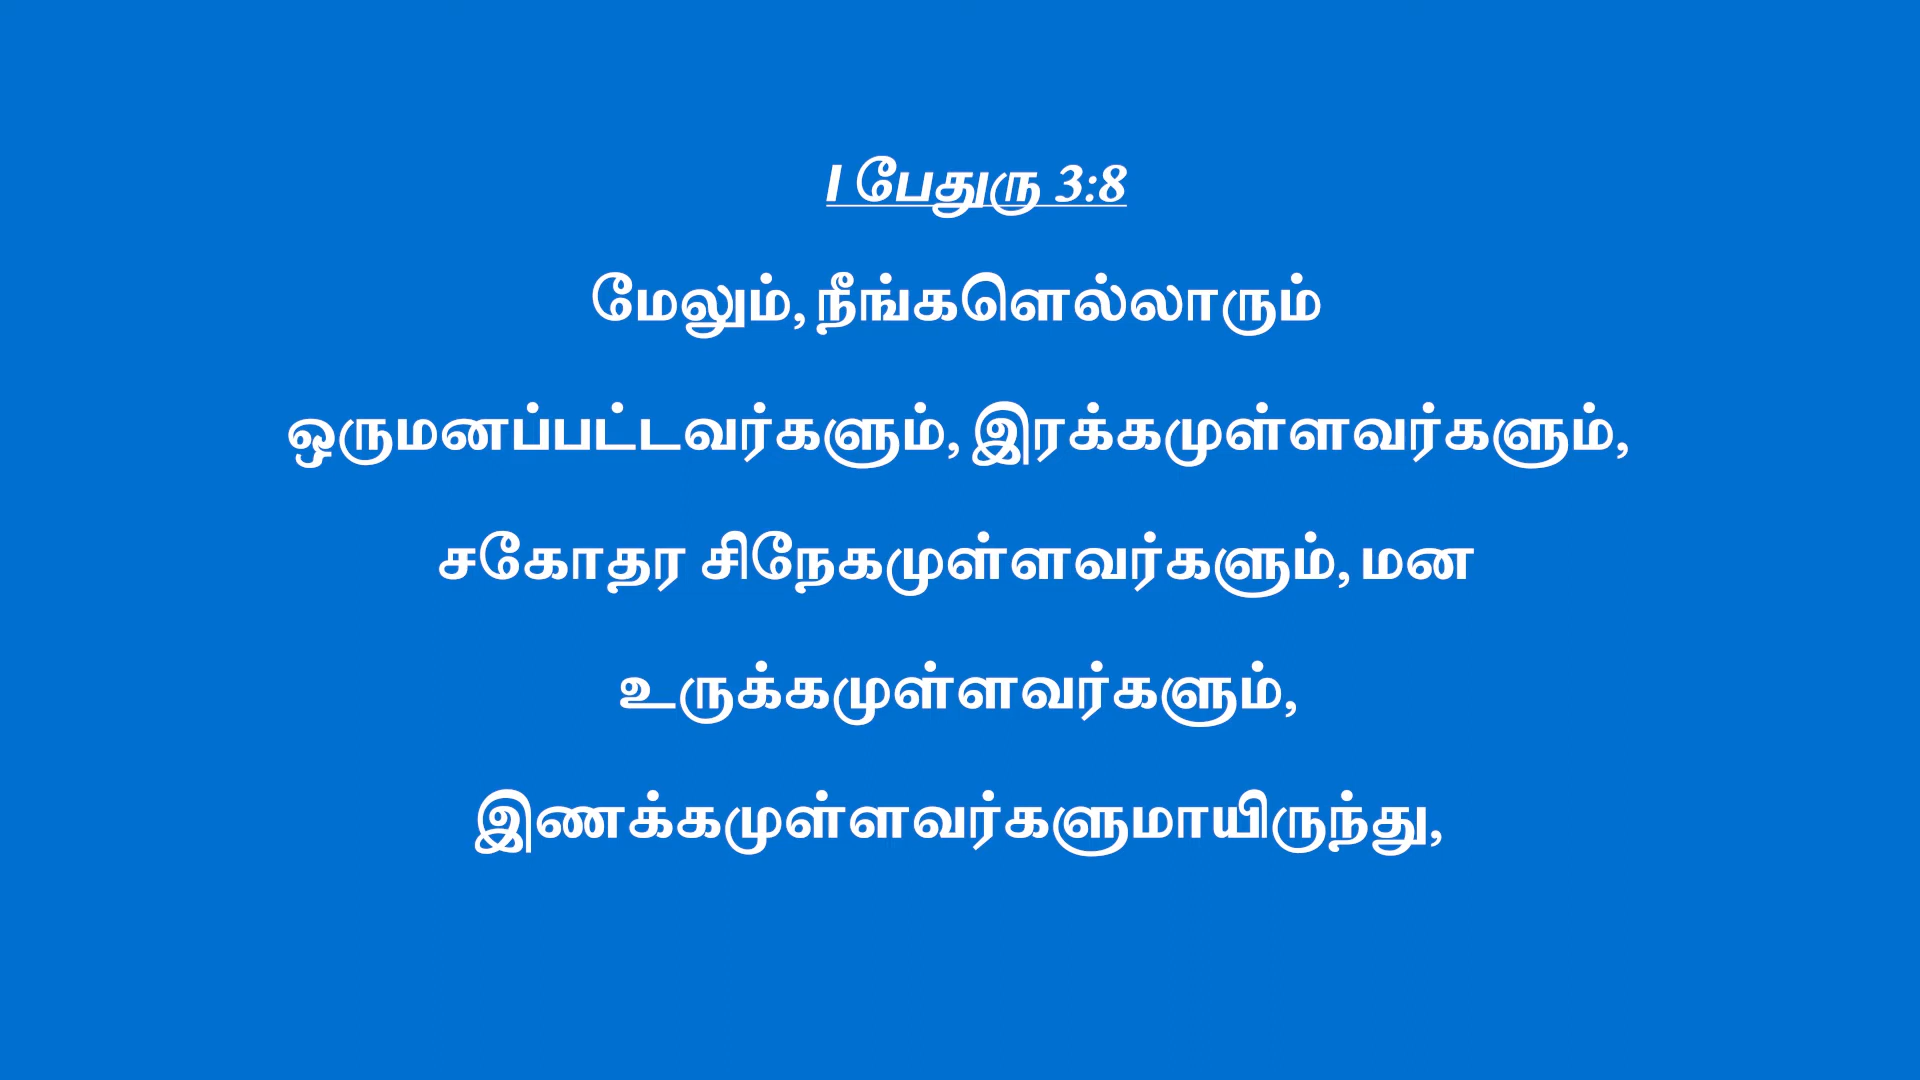 I பேதுரு 3:8
மேலும், நீங்களெல்லாரும்
ஒருமனப்பட்டவர்களும், இரக்கமுள்ளவர்களும்,
சகோதர சிநேகமுள்ளவர்களும், மன
உருக்கமுள்ளவர்களும்,
இணக்கமுள்ளவர்களுமாயிருந்து,